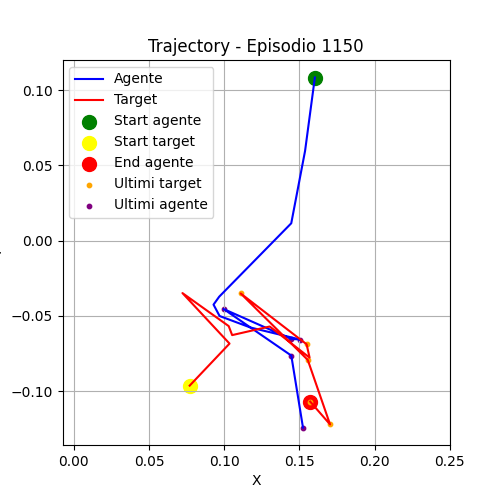 Trajectory - Episodio 1150
Agente
Target
Start agente
Start target
End agente
Ultimi target
Ultimi agente
0.10
0.05
0.00
−0.05
−0.10
0.00
0.05
0.10
0.15
0.20
0.25
X